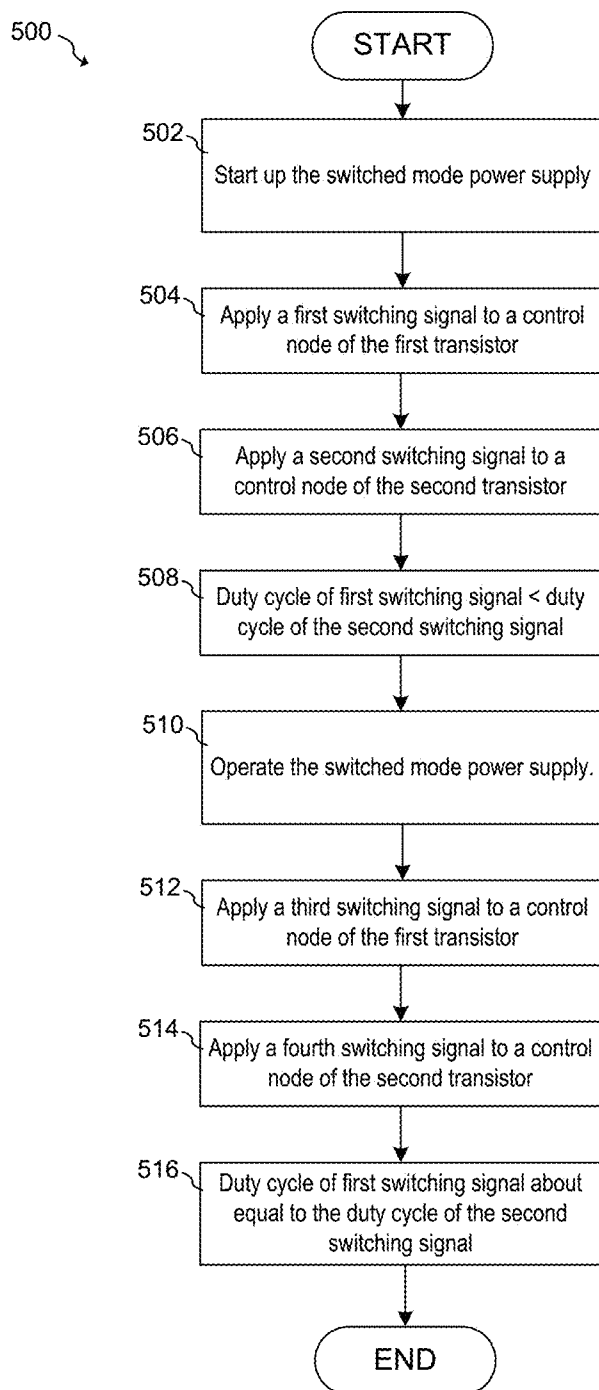 500
START
502
Start up the switched mode power supply
504
Apply a first switching signal to a control
node of the first transistor
506
Apply a second switching signal to a
control node of the second transistor
508
Duty cycle of first switching signal < duty
cycle of the second switching signal
510
Operate the switched mode power supply.
512
Apply a third switching signal to a control
node of the first transistor
514
Apply a fourth switching signal to a control
node of the second transistor
516
Duty cycle of first switching signal about
equal to the duty cycle of the second
switching signal
END